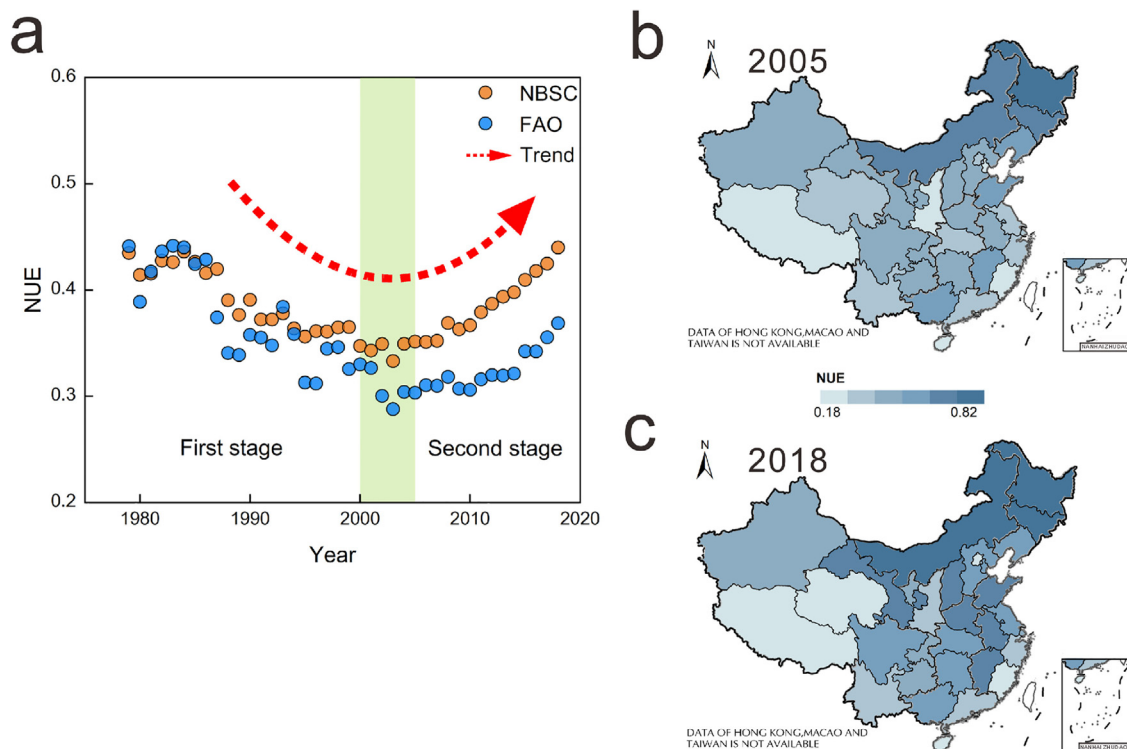 a
0.6
0.5
0.4
0.3
0.2
NUE
NBSC
FAO
Trend
First stage
Second stage
1980
1990
2000
2010
2020
Year
b
N
2005
DATA OF HONG KONG,MACAO AND
TAIWAN IS NOT AVAILABLE
NANHAIZHUDAO
NUE
0.18
0.82
c
N
2018
DATA OF HONG KONG,MACAO AND
TAIWAN IS NOT AVAILABLE
NANHAIZHUDAO